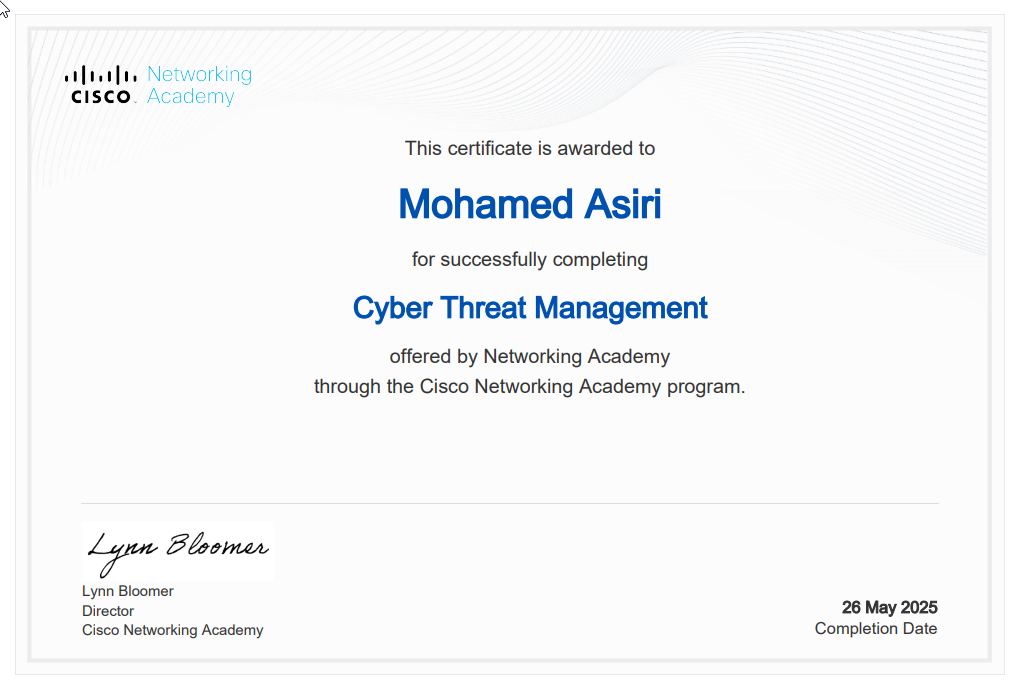 Networking
CISCO Academy
This certificate is awarded to
Mohamed Asiri
for successfully completing
Cyber Threat Management
offered by Networking Academy
through the Cisco Networking Academy program.
Lynn Bloomer
Lynn Bloomer
Director
Cisco Networking Academy
26 May 2025
Completion Date